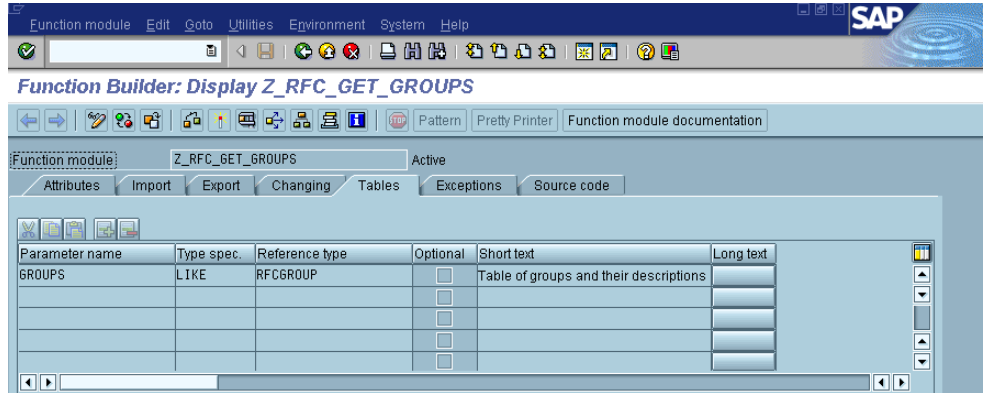 Function module Edit Goto Utilities Environment System Help
SAP
Function Builder: Display Z_RFC_GET_GROUPS
STOP Pattern Pretty Printer Function module documentation
Function module Z_RFC_GET_GROUPS Active
Attributes Import Export Changing Tables Exceptions Source code
Parameter name Type spec. Reference type Optional Short text Long text
GROUPS LIKE RFCGROUP Table of groups and their descriptions